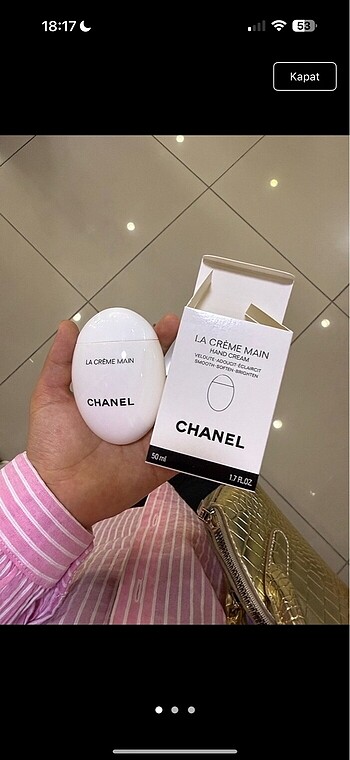 18:17
53
Kapat
LA CRÈME MAIN
CHANEL
LA CRÈME MAIN
HAND CREAM
VELOUTE·ADOUCIT·ÉCLAIRCIT
SMOOTH·SOFTEN·BRIGHTEN
CHANEL
50 ml
1.7 FL.OZ.